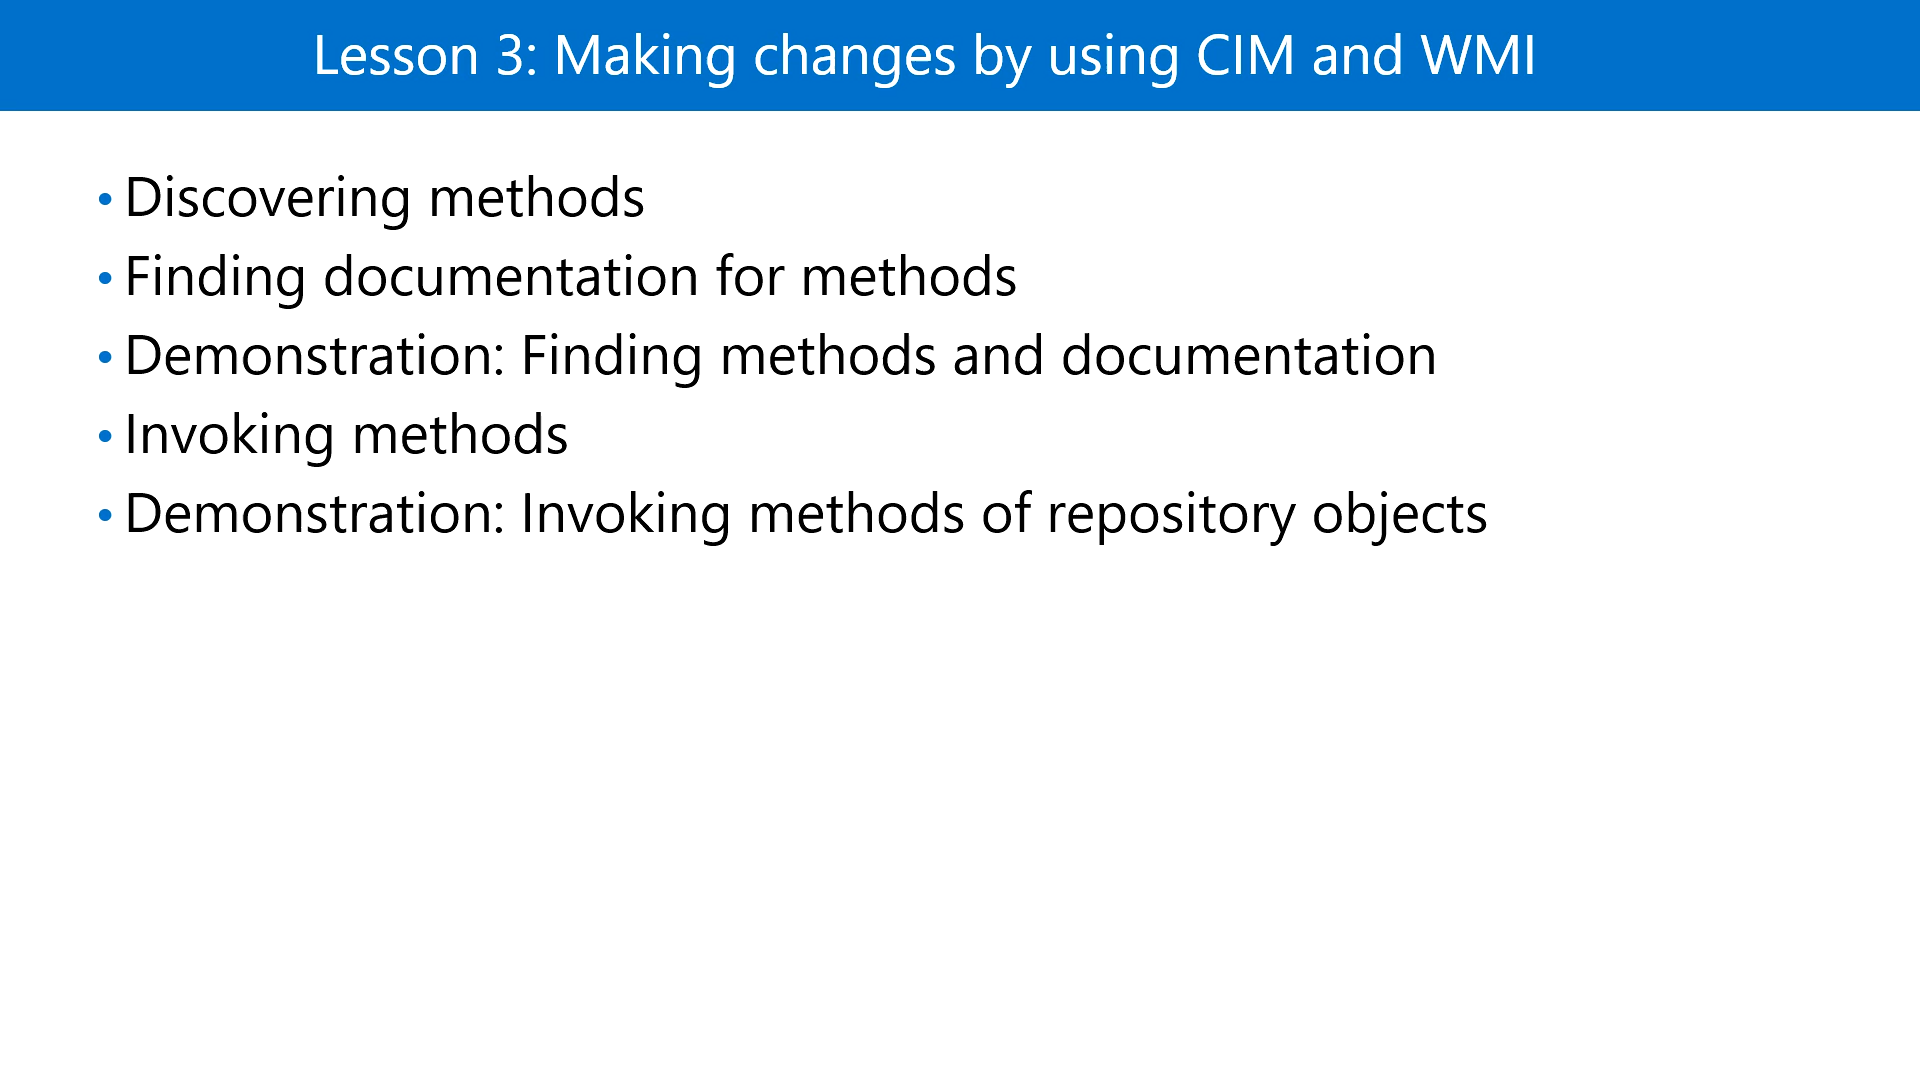 Lesson 3: Making changes by using CIM and WMI
• Discovering methods
• Finding documentation for methods
• Demonstration: Finding methods and documentation
• Invoking methods
• Demonstration: Invoking methods of repository objects